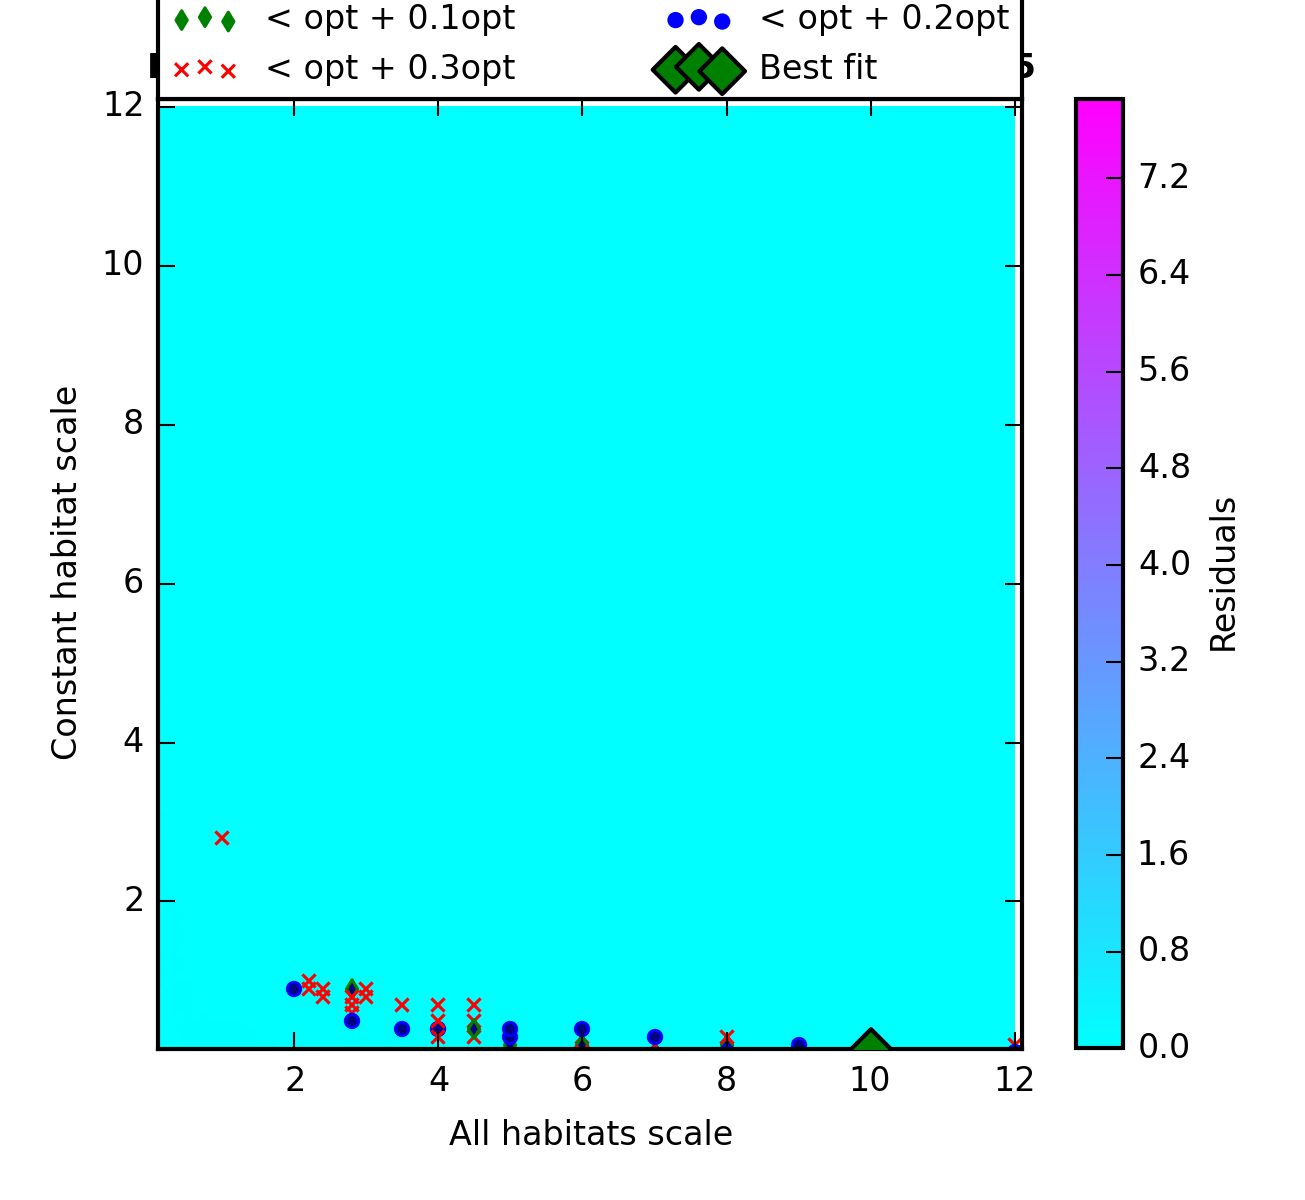 < opt + 0.1opt
< opt + 0.2opt
< opt + 0.3opt
Best fit
12
10
8
6
4
2
Constant habitat scale
2 4 6 8 10 12
All habitats scale
7.2
6.4
5.6
4.8
4.0
3.2
2.4
1.6
0.8
0.0
Residuals